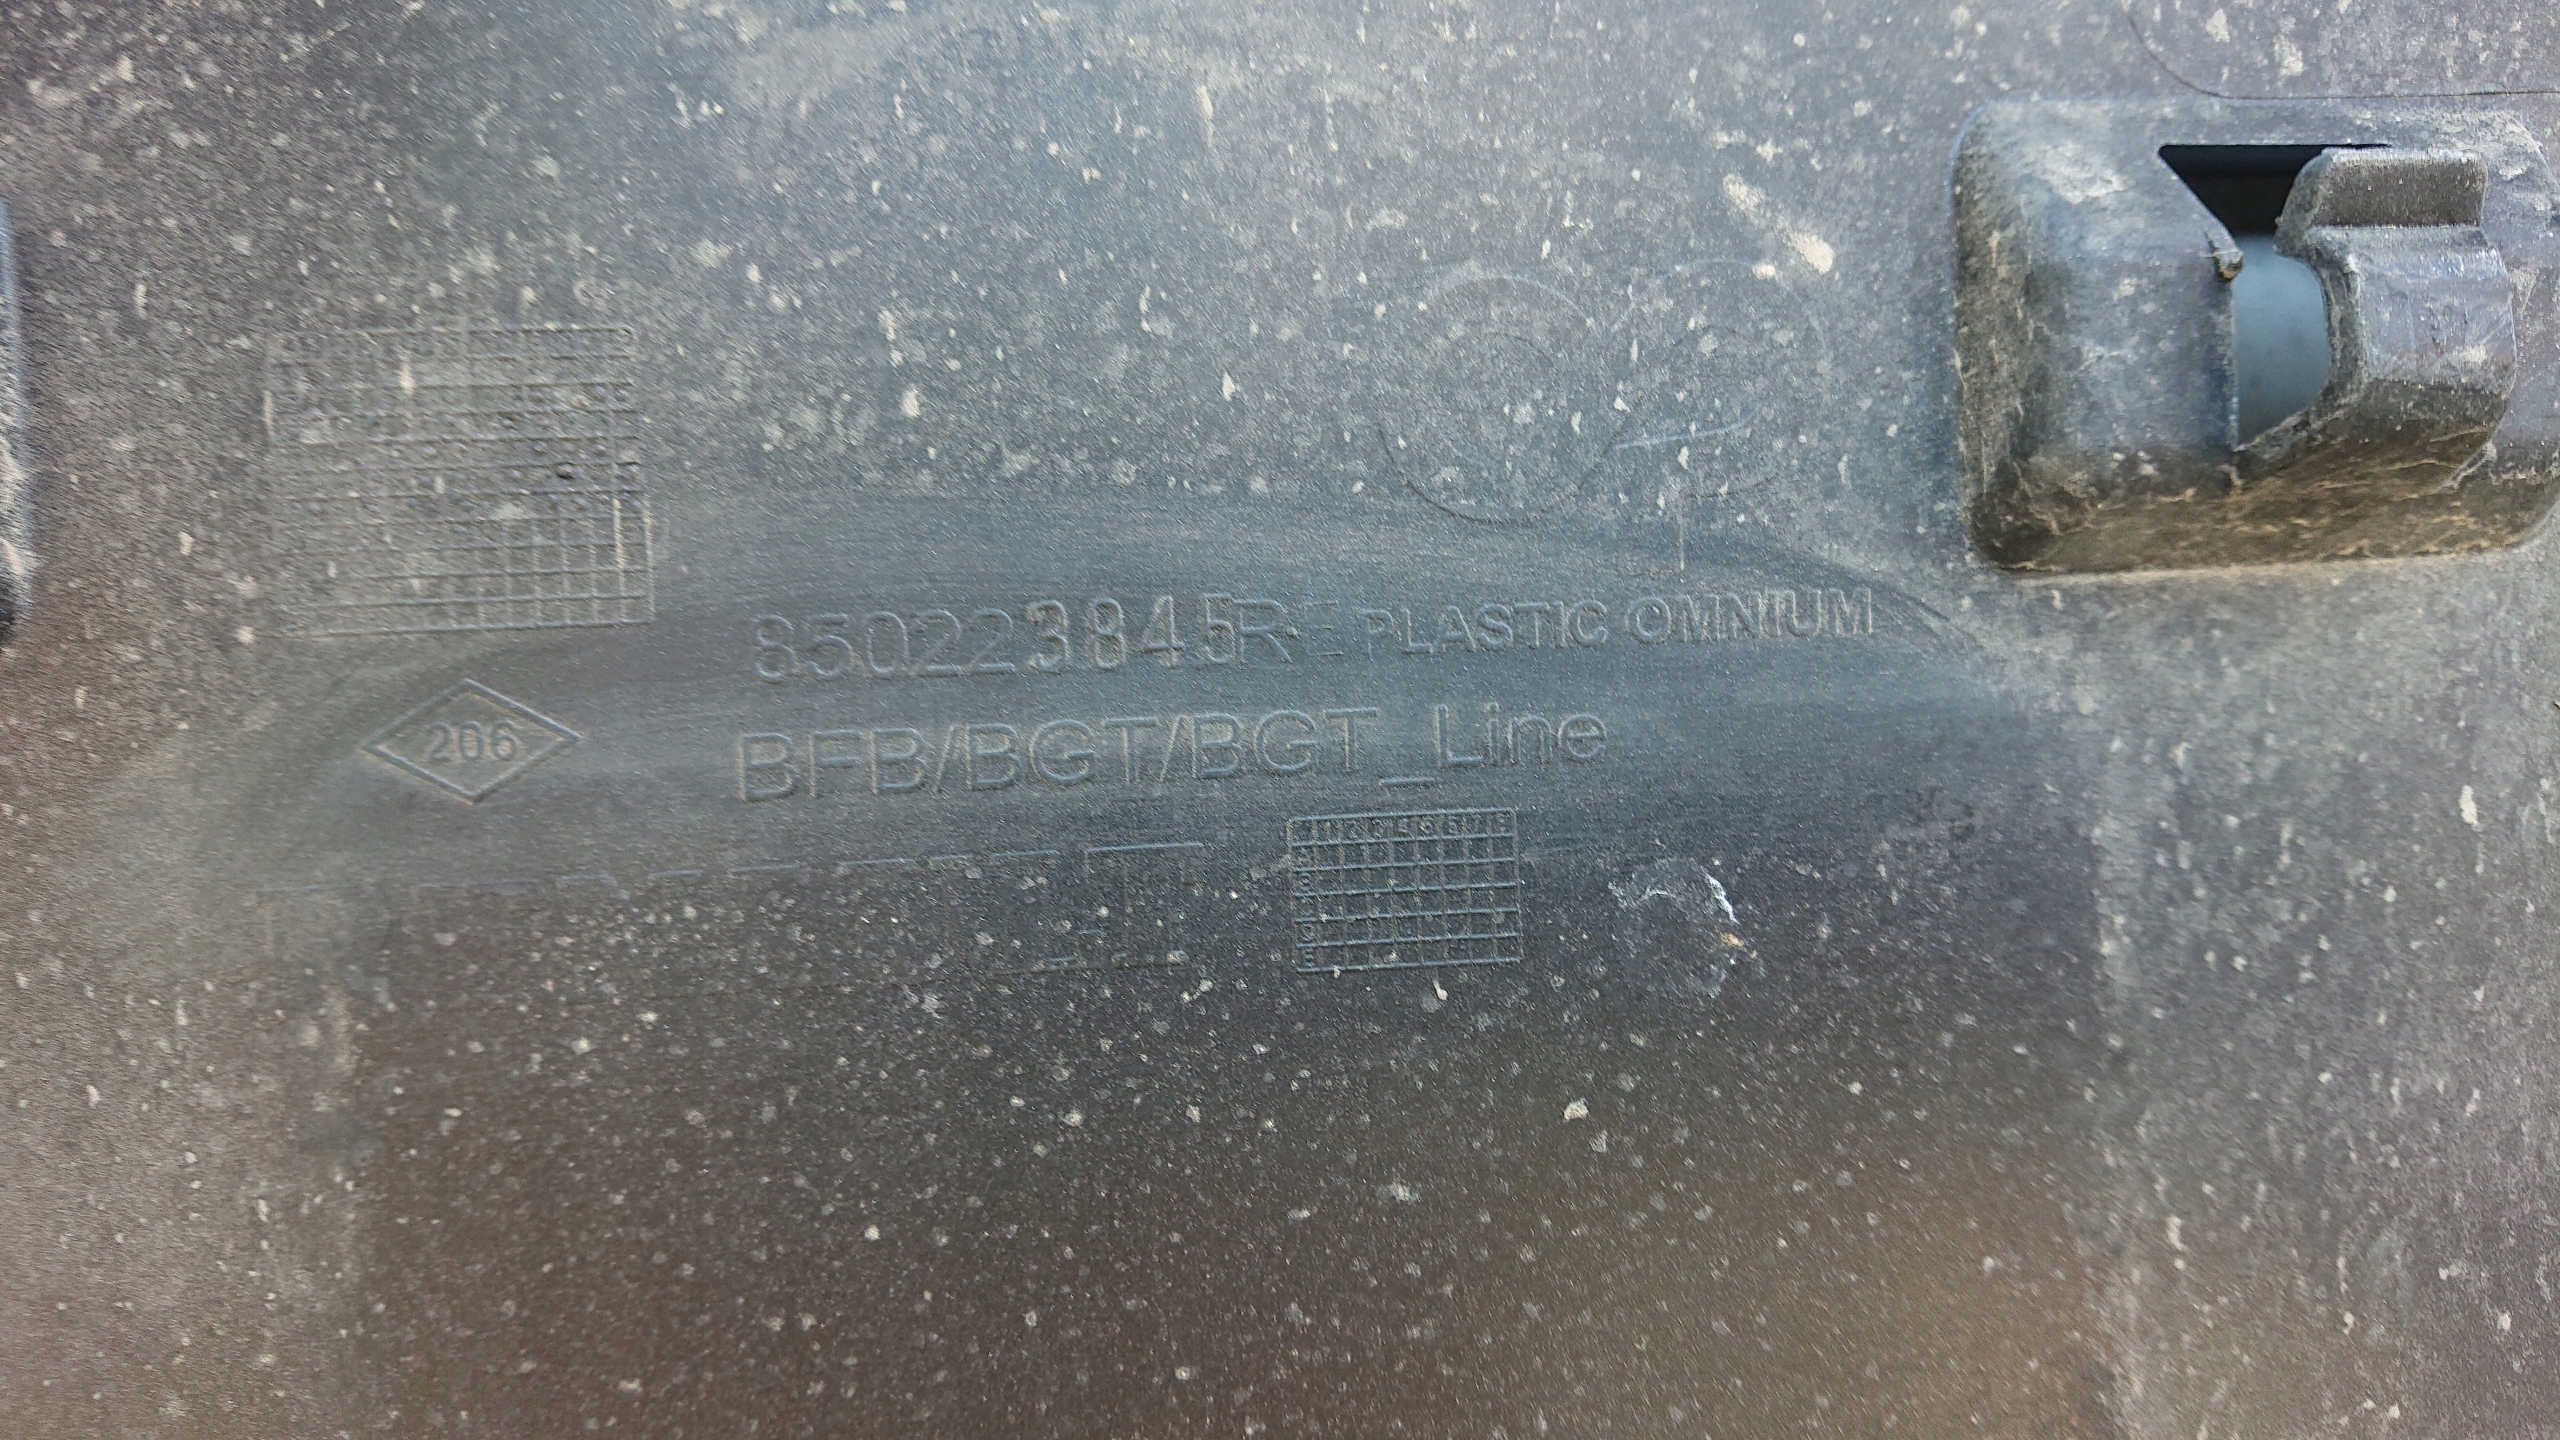 850223845R E PLASTIC OMNIUM
206
BFB/BGT/BGT_Line